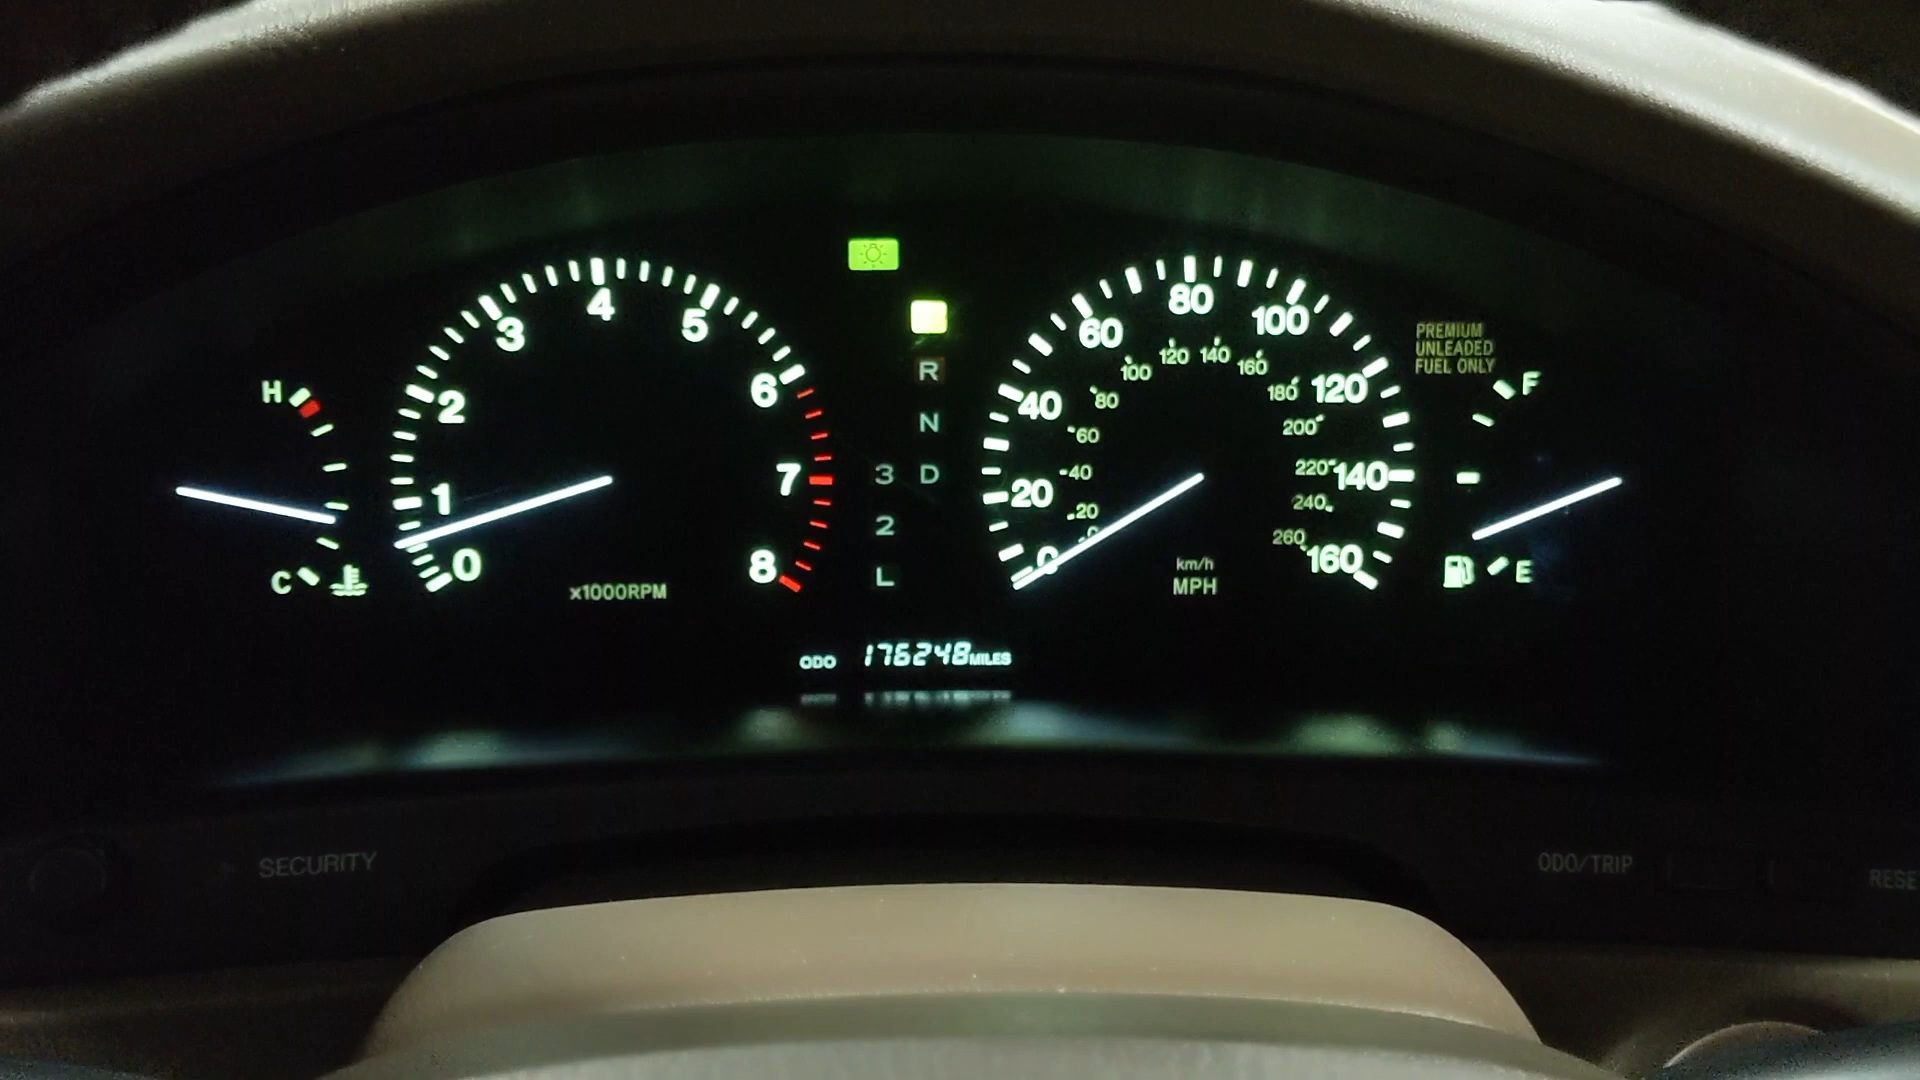 H
C
0
1
2
3
4
5
6
7
8
x1000RPM
R
N
3 D
2
L
0
20
40
60
80
100
120
140
160
20
40
60
80
100
120
140
160
180
200
220
240
260
km/h
MPH
PREMIUM
UNLEADED
FUEL ONLY
F
E
ODO 176248 MILES
SECURITY
ODO/TRIP
RESE